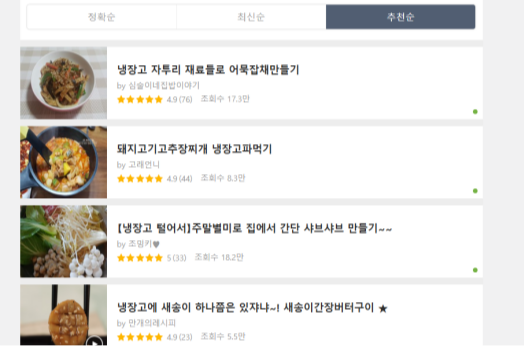 정확순
최신순
추천순
냉장고 자투리 재료들로 어묵잡채만들기
by 심술이네집밥이야기
★★★★★ 4.9 (76) 조회수 17.3만
돼지고기고추장찌개 냉장고파먹기
by 고래언니
★★★★★ 4.9 (44) 조회수 8.3만
[냉장고 털어서]주말별미로 집에서 간단 샤브샤브 만들기~~
by 조밍키♥
★★★★★ 5 (33) 조회수 18.2만
냉장고에 새송이 하나쯤은 있쟈냐~! 새송이간장버터구이 ★
by 만개의레시피
★★★★★ 4.9 (23) 조회수 5.5만